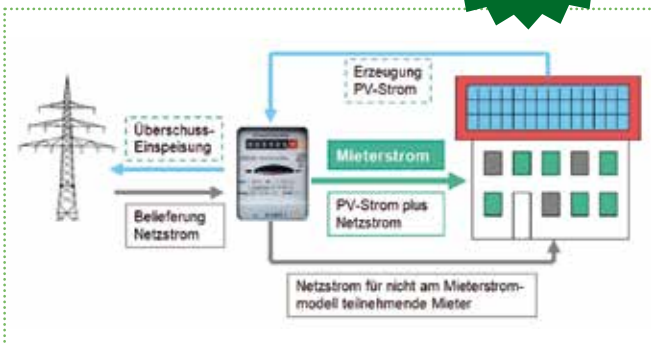 Erzeugung
PV-Strom
Überschuss-
Einspeisung
Mieterstrom
PV-Strom plus
Netzstrom
Belieferung
Netzstrom
Netzstrom für nicht am Mieterstrom-
modell teilnehmende Mieter